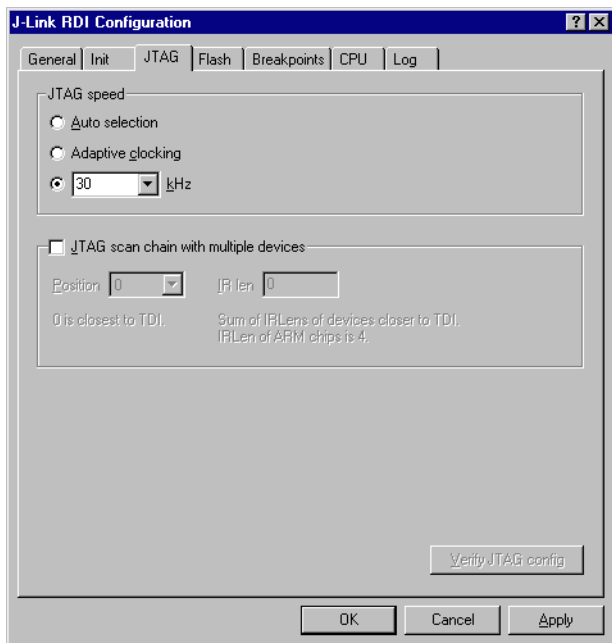 J-Link RDI Configuration
General Init JTAG Flash Breakpoints CPU Log
JTAG speed
Auto selection
Adaptive clocking
30 kHz
JTAG scan chain with multiple devices
Position 0 IR len 0
0 is closest to TDI. Sum of IRLens of devices closer to TDI.
IRLen of ARM chips is 4.
Verify JTAG config
OK Cancel Apply